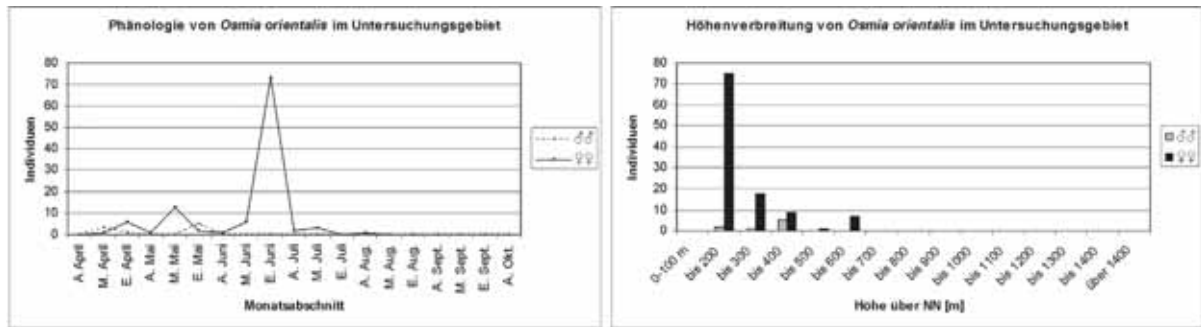 Phänologie von Osmia orientalis im Untersuchungsgebiet
80
70
60
50
40
30
20
10
0
Individuen
A. April
M. April
E. April
A. Mai
M. Mai
E. Mai
A. Juni
M. Juni
E. Juni
A. Juli
M. Juli
E. Juli
A. Aug.
M. Aug.
E. Aug.
A. Sept.
M. Sept.
E. Sept.
A. Okt.
Monatsabschnitt
♂♂
♀♀
Höhenverbreitung von Osmia orientalis im Untersuchungsgebiet
80
70
60
50
40
30
20
10
0
Individuen
0-100 m
bis 200
bis 300
bis 400
bis 500
bis 600
bis 700
bis 800
bis 900
bis 1000
bis 1100
bis 1200
bis 1300
bis 1400
über 1400
Höhe über NN [m]
♂♂
♀♀